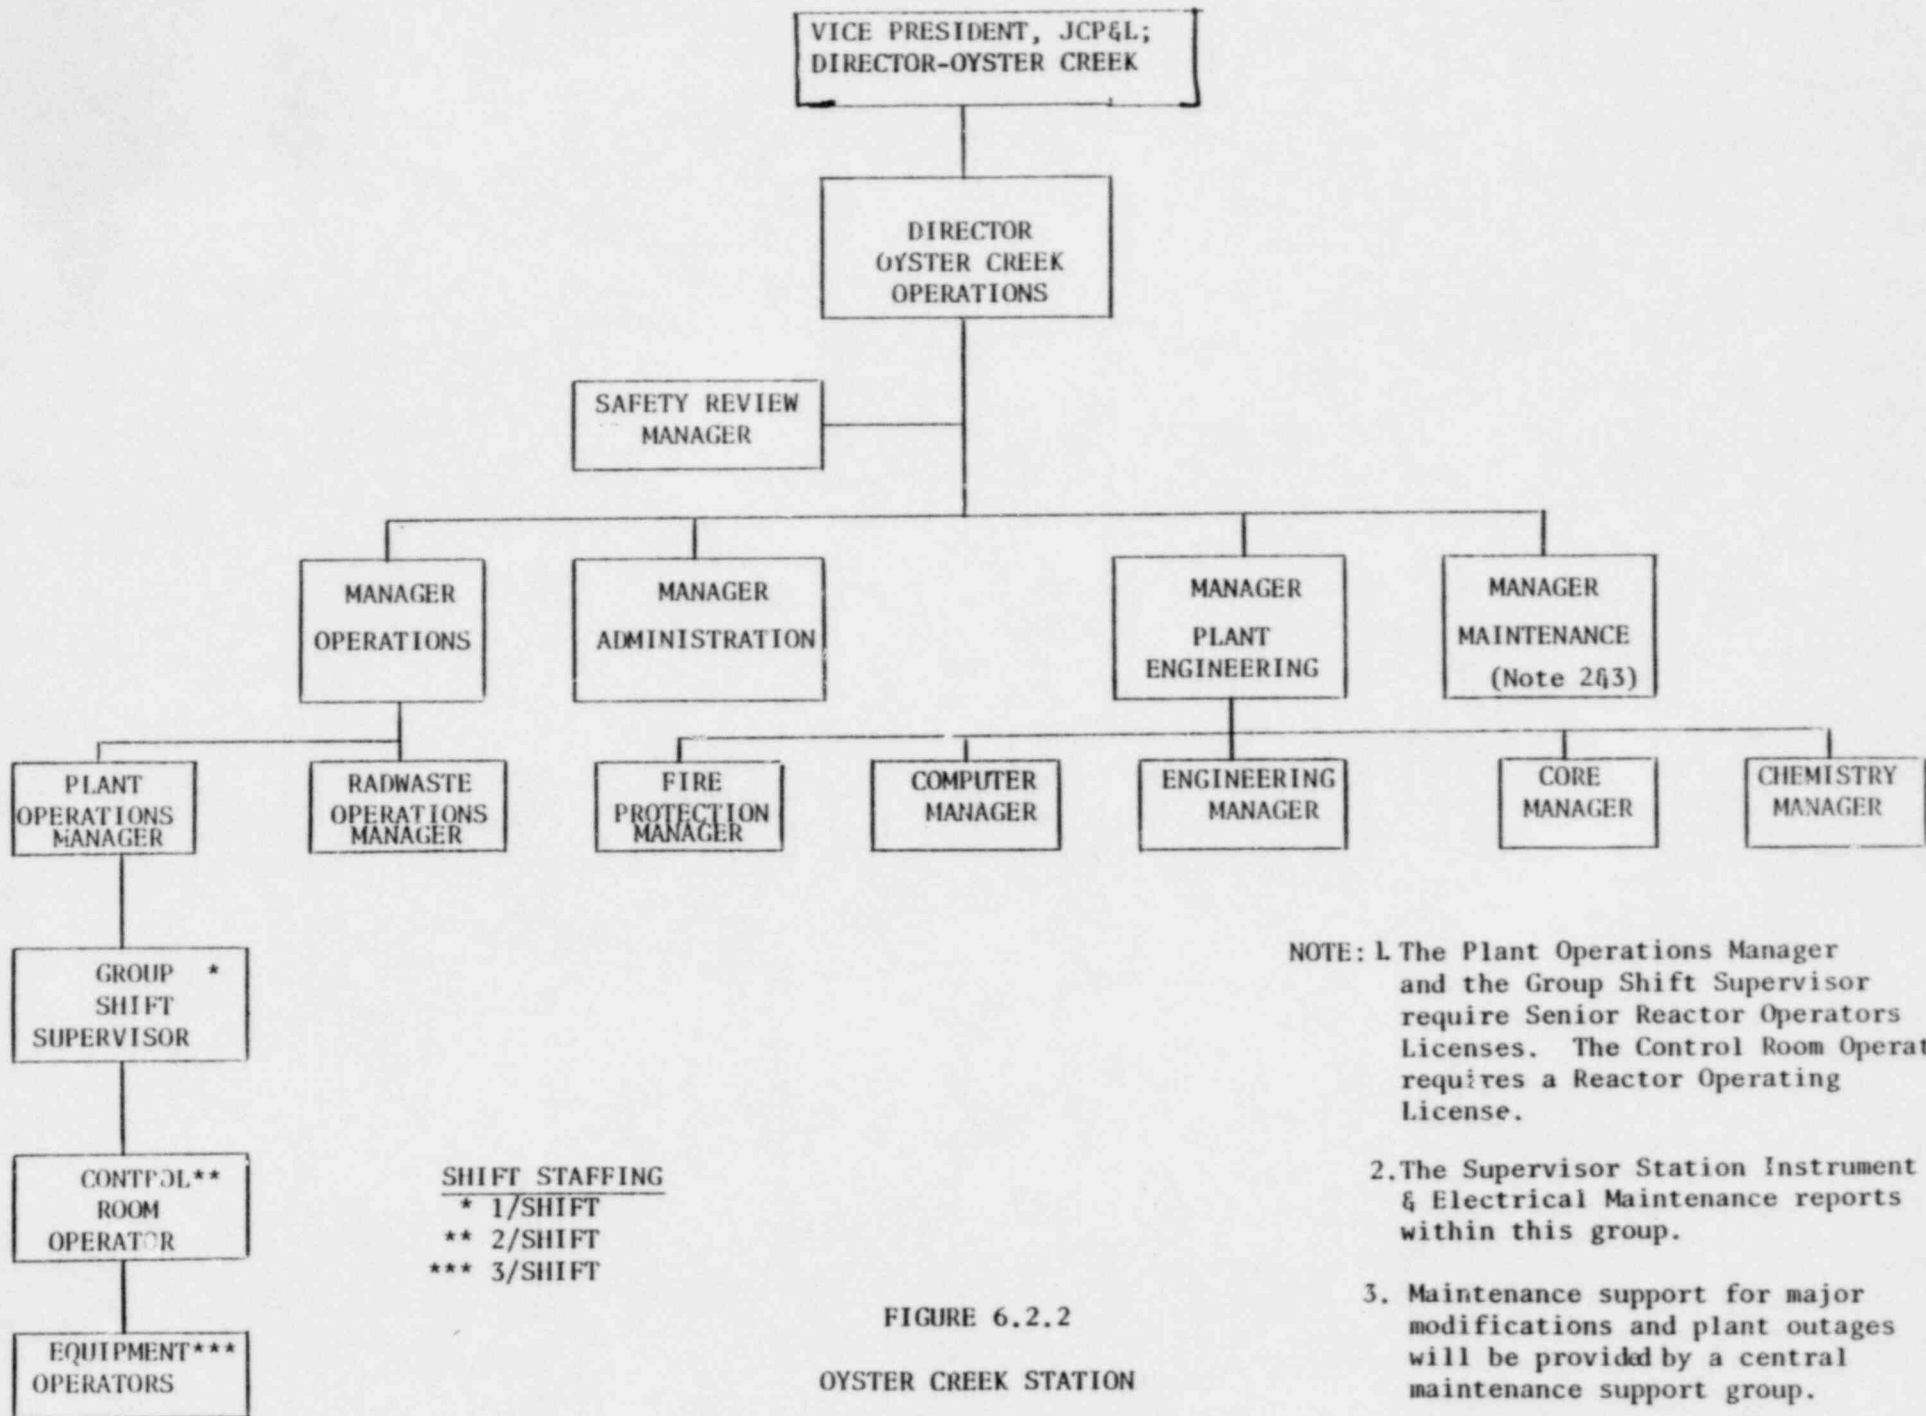 VICE PRESIDENT, JCP&L;
DIRECTOR-OYSTER CREEK
DIRECTOR
OYSTER CREEK
OPERATIONS
SAFETY REVIEW
MANAGER
MANAGER
OPERATIONS
MANAGER
ADMINISTRATION
MANAGER
PLANT
ENGINEERING
MANAGER
MAINTENANCE
(Note 2&3)
PLANT
OPERATIONS
MANAGER
RADWASTE
OPERATIONS
MANAGER
FIRE
PROTECTION
MANAGER
COMPUTER
MANAGER
ENGINEERING
MANAGER
CORE
MANAGER
CHEMISTRY
MANAGER
GROUP *
SHIFT
SUPERVISOR
CONTROL**
ROOM
OPERATOR
EQUIPMENT***
OPERATORS
SHIFT STAFFING
* 1/SHIFT
** 2/SHIFT
*** 3/SHIFT
FIGURE 6.2.2
OYSTER CREEK STATION
NOTE: 1. The Plant Operations Manager
and the Group Shift Supervisor
require Senior Reactor Operators
Licenses. The Control Room Operat
requires a Reactor Operating
License.
2. The Supervisor Station Instrument
& Electrical Maintenance reports
within this group.
3. Maintenance support for major
modifications and plant outages
will be provided by a central
maintenance support group.